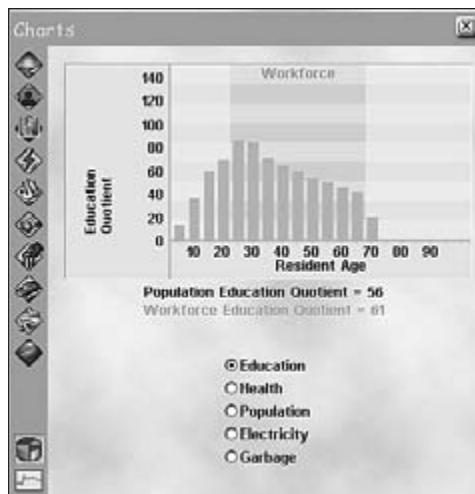 Charts
Workforce
140
120
100
80
60
40
20
0
Education
Quotient
10 20 30 40 50 60 70 80 90
Resident Age
Population Education Quotient = 56
Workforce Education Quotient = 61
Education
Health
Population
Electricity
Garbage